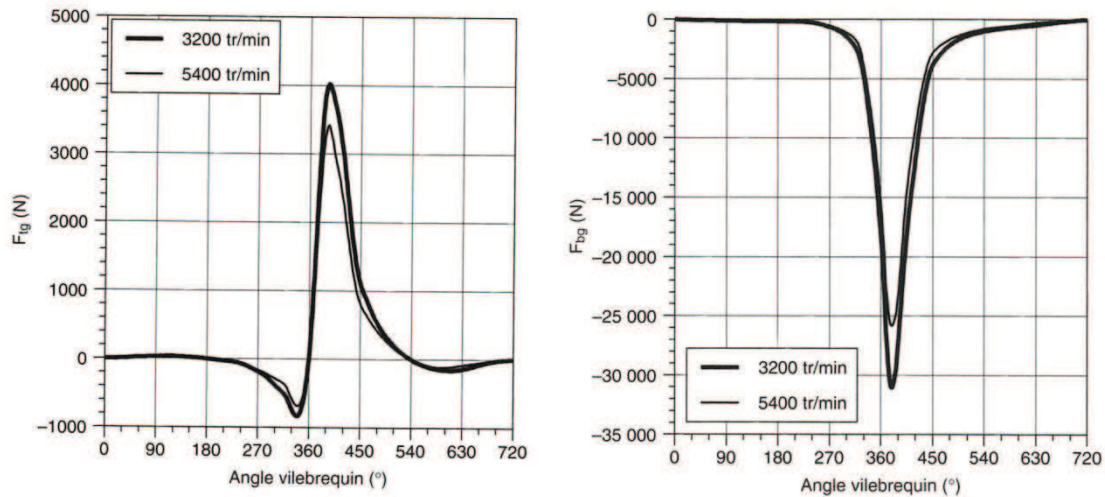 5000
4000
3000
2000
1000
0
−1000
F_tg (N)
3200 tr/min
5400 tr/min
0 90 180 270 360 450 540 630 720
Angle vilebrequin (°)
0
−5000
−10 000
−15 000
−20 000
−25 000
−30 000
−35 000
F_bg (N)
3200 tr/min
5400 tr/min
0 90 180 270 360 450 540 630 720
Angle vilebrequin (°)